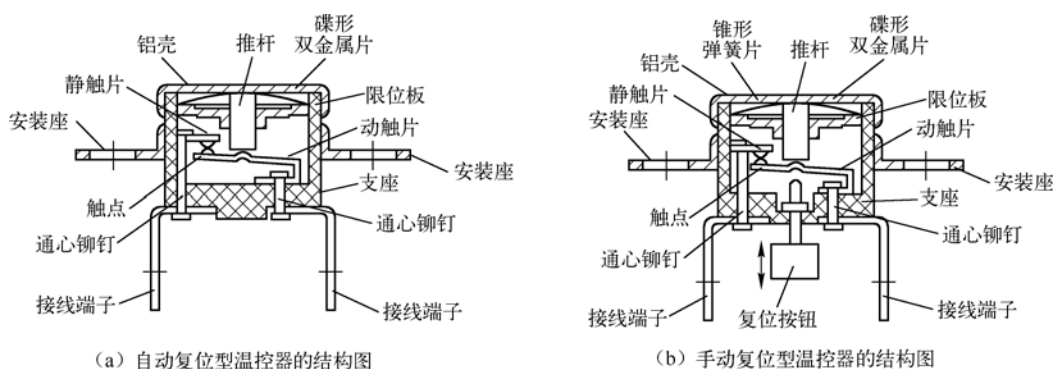 铝壳
推杆
碟形
双金属片
静触片
限位板
安装座
动触片
安装座
支座
触点
通心铆钉
通心铆钉
接线端子
接线端子
(a) 自动复位型温控器的结构图
铝壳
锥形
弹簧片
推杆
碟形
双金属片
静触片
限位板
安装座
动触片
安装座
支座
触点
通心铆钉
通心铆钉
接线端子
复位按钮
接线端子
(b) 手动复位型温控器的结构图